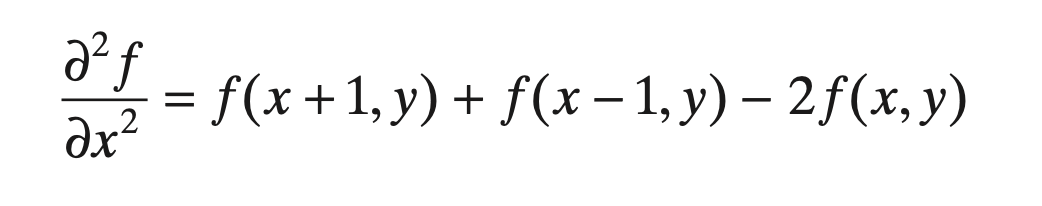 ∂²f/∂x² = f(x+1, y) + f(x−1, y) − 2f(x, y)